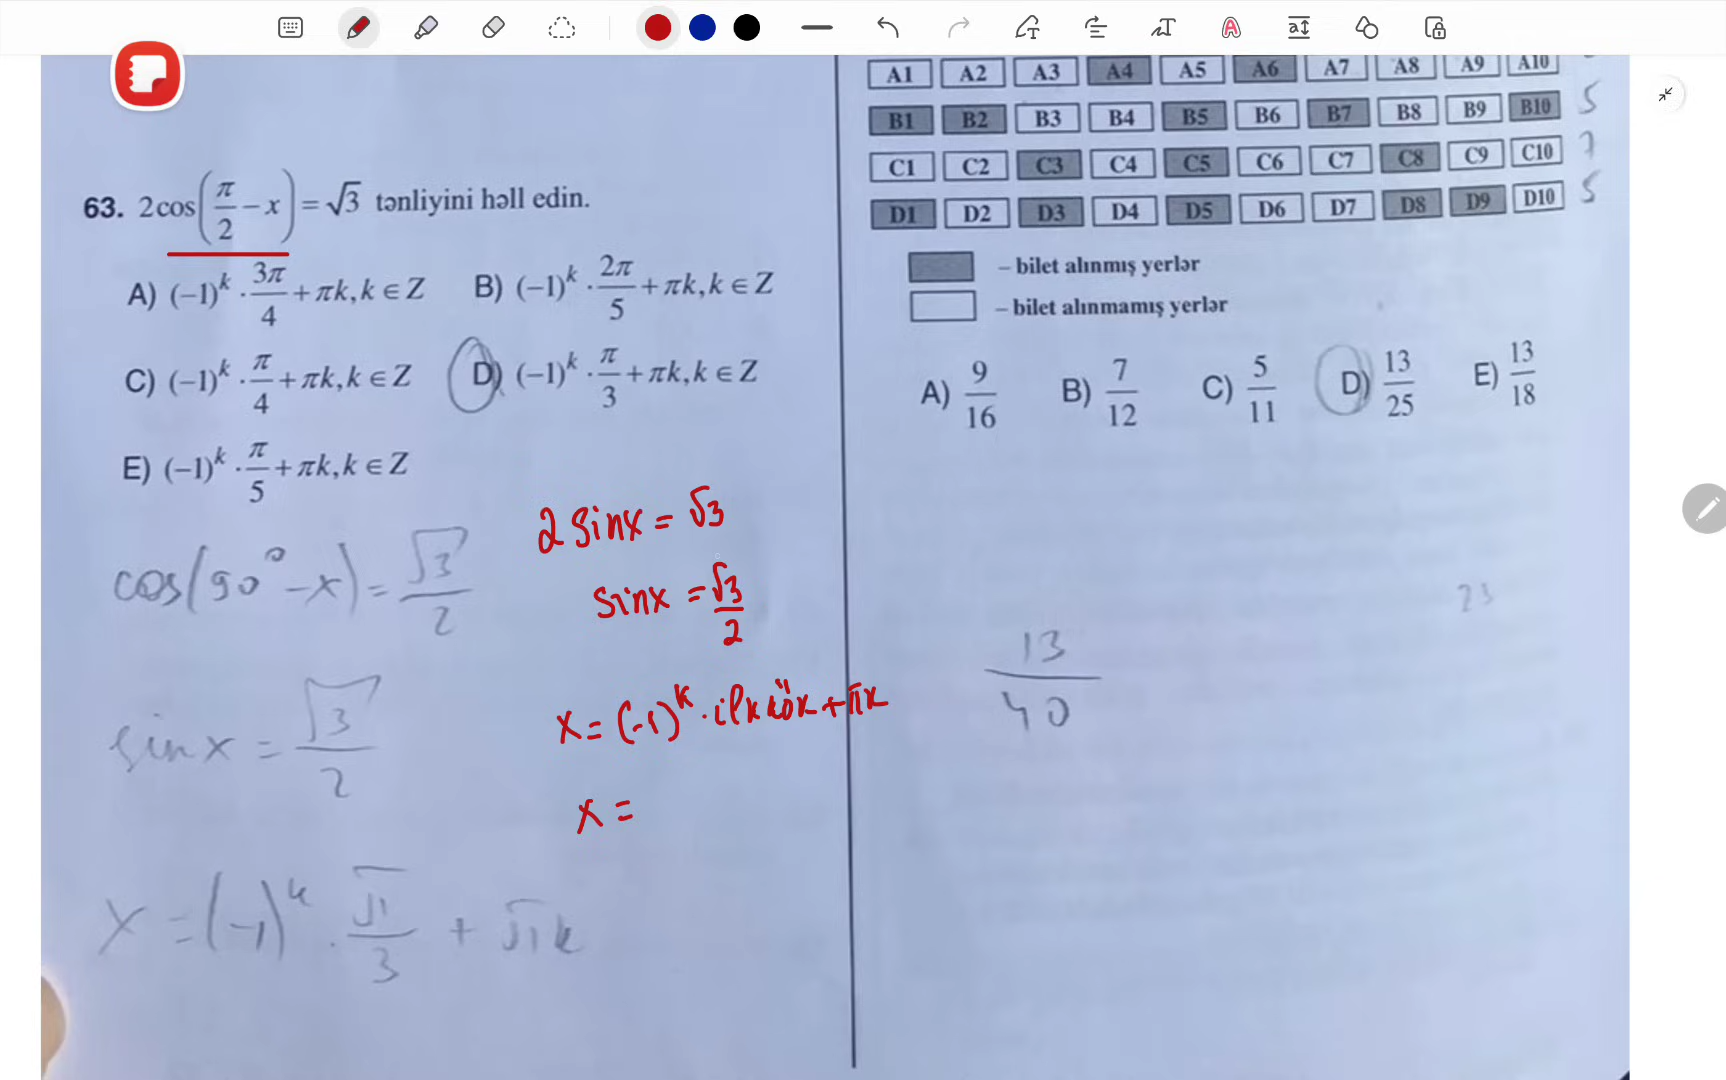 63. 2cos(π/2 − x) = √3 tənliyini həll edin.
A) (−1)^k · 3π/4 + πk, k ∈ Z B) (−1)^k · 2π/5 + πk, k ∈ Z
C) (−1)^k · π/4 + πk, k ∈ Z D) (−1)^k · π/3 + πk, k ∈ Z
E) (−1)^k · π/5 + πk, k ∈ Z
cos(90° − x) = √3/2
sin x = √3/2
x = (−1)^k · π/3 + πk
2 sinx = √3
sinx = √3/2
x = (−1)^k · ilk kök + πk
x =
A1 A2 A3 A4 A5 A6 A7 A8 A9 A10
B1 B2 B3 B4 B5 B6 B7 B8 B9 B10 5
C1 C2 C3 C4 C5 C6 C7 C8 C9 C10 7
D1 D2 D3 D4 D5 D6 D7 D8 D9 D10 5
– bilet alınmış yerlər
– bilet alınmamış yerlər
A) 9/16 B) 7/12 C) 5/11 D) 13/25 E) 13/18
13/40